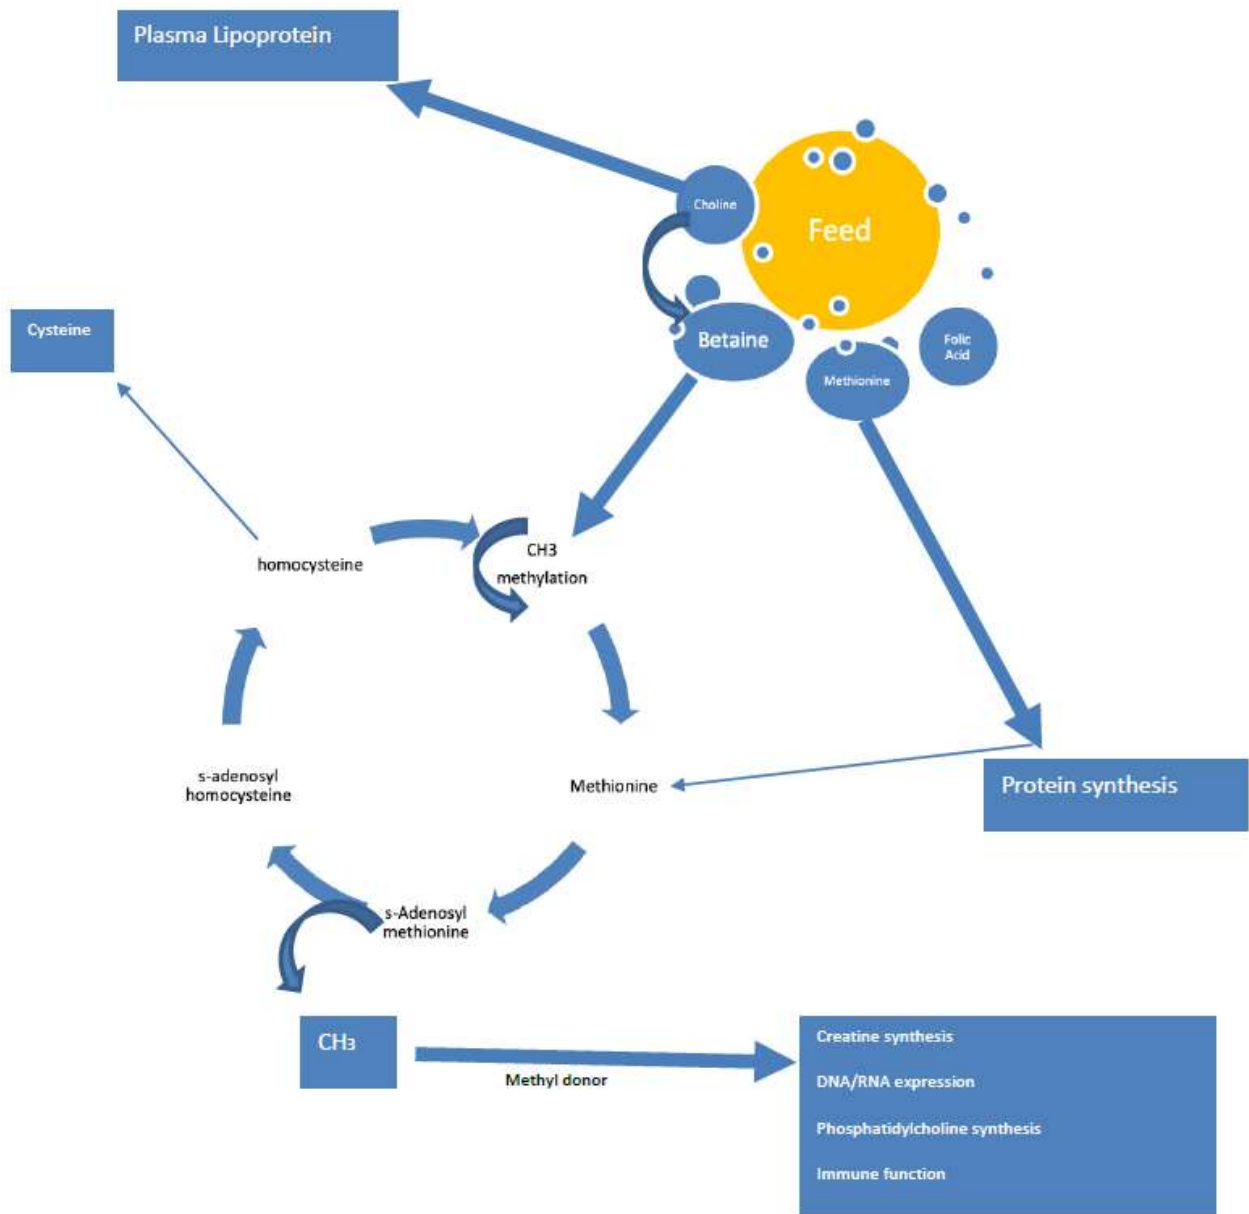 Plasma Lipoprotein
Choline
Feed
Cysteine
Betaine
Folic
Acid
Methionine
homocysteine
CH3
methylation
s-adenosyl
homocysteine
Methionine
Protein synthesis
s-Adenosyl
methionine
CH₃
Methyl donor
Creatine synthesis
DNA/RNA expression
Phosphatidylcholine synthesis
Immune function